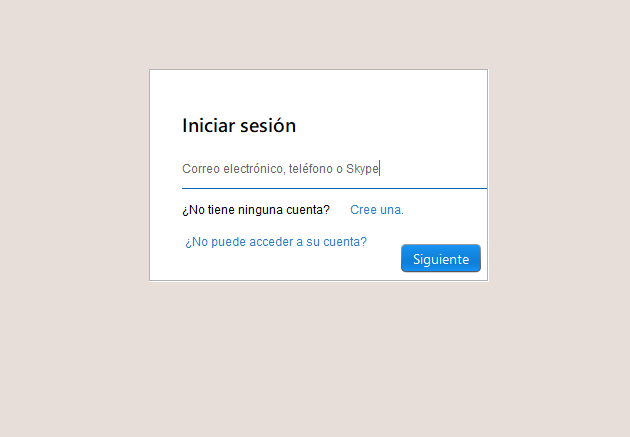 Iniciar sesión
Correo electrónico, teléfono o Skype
¿No tiene ninguna cuenta? Cree una.
¿No puede acceder a su cuenta?
Siguiente